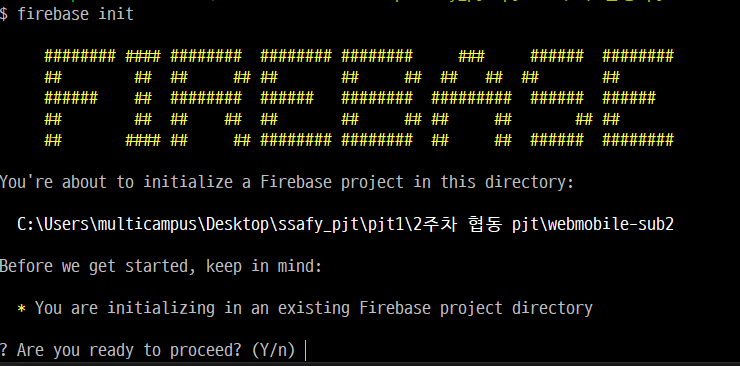 $ firebase init
######## #### ########  ######## ########     ###     ######  ########
##        ##  ##     ## ##       ##     ##  ##   ##  ##       ##
######    ##  ########  ######   ########  #########  ######  ######
##        ##  ##    ##  ##       ##     ## ##     ##       ## ##
##       #### ##     ## ######## ########  ##     ##  ######  ########
You're about to initialize a Firebase project in this directory:
C:\Users\multicampus\Desktop\ssafy_pjt\pjt1\2주차 협동 pjt\webmobile-sub2
Before we get started, keep in mind:
* You are initializing in an existing Firebase project directory
? Are you ready to proceed? (Y/n)